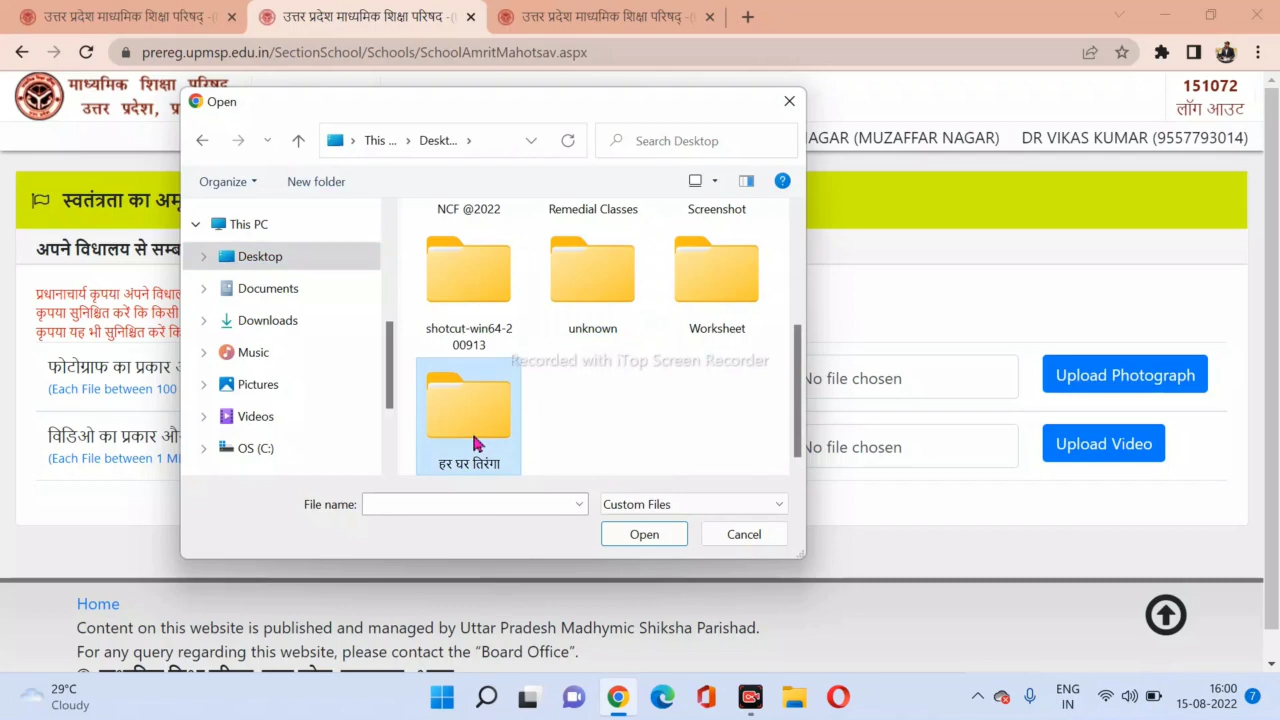 उत्तर प्रदेश माध्यमिक शिक्षा परिषद् -(
उत्तर प्रदेश माध्यमिक शिक्षा परिषद् -(
उत्तर प्रदेश माध्यमिक शिक्षा परिषद् -(
prereg.upmsp.edu.in/SectionSchool/Schools/SchoolAmritMahotsav.aspx
माध्यमिक शिक्षा परिषद
उत्तर प्रदेश,
151072
लॉग आउट
AGAR (MUZAFFAR NAGAR) DR VIKAS KUMAR (9557793014)
स्वतंत्रता का
अपने विधालय से
प्रधानाचार्य कृपया अंपने
कृपया सुनिश्चित करें कि किसी
कृपया यह भी सुनिश्चित करें
फोटोग्राफ का प्रकार
(Each File between 100
No file chosen
Upload Photograph
विडिओ का प्रकार
(Each File between 1
No file chosen
Upload Video
Open
This ... Deskt...
Search Desktop
Organize
New folder
This PC
Desktop
Documents
Downloads
Music
Pictures
Videos
OS (C:)
NCF @2022
Remedial Classes
Screenshot
shotcut-win64-2
00913
unknown
Worksheet
हर घर तिरंगा
Recorded with iTop Screen Recorder
File name:
Custom Files
Open
Cancel
Home
Content on this website is published and managed by Uttar Pradesh Madhymic Shiksha Parishad.
For any query regarding this website, please contact the “Board Office”.
29°C
Cloudy
ENG
IN
16:00
15-08-2022
7